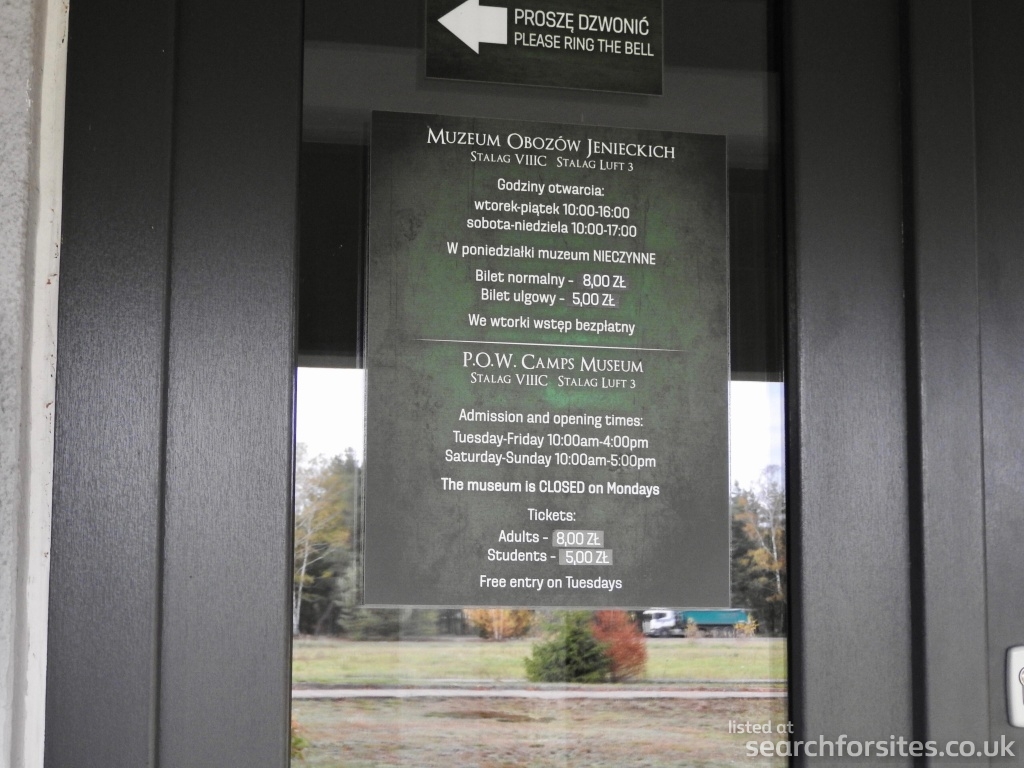 PROSZĘ DZWONIĆ
PLEASE RING THE BELL
MUZEUM OBOZÓW JENIECKICH
STALAG VIIIC STALAG LUFT 3
Godziny otwarcia:
wtorek-piątek 10:00-16:00
sobota-niedziela 10:00-17:00
W poniedziałki muzeum NIECZYNNE
Bilet normalny - 8,00 ZŁ
Bilet ulgowy - 5,00 ZŁ
We wtorki wstęp bezpłatny
P.O.W. CAMPS MUSEUM
STALAG VIIIC STALAG LUFT 3
Admission and opening times:
Tuesday-Friday 10:00am-4:00pm
Saturday-Sunday 10:00am-5:00pm
The museum is CLOSED on Mondays
Tickets:
Adults - 8,00 ZŁ
Students - 5,00 ZŁ
Free entry on Tuesdays
listed at
searchforsites.co.uk